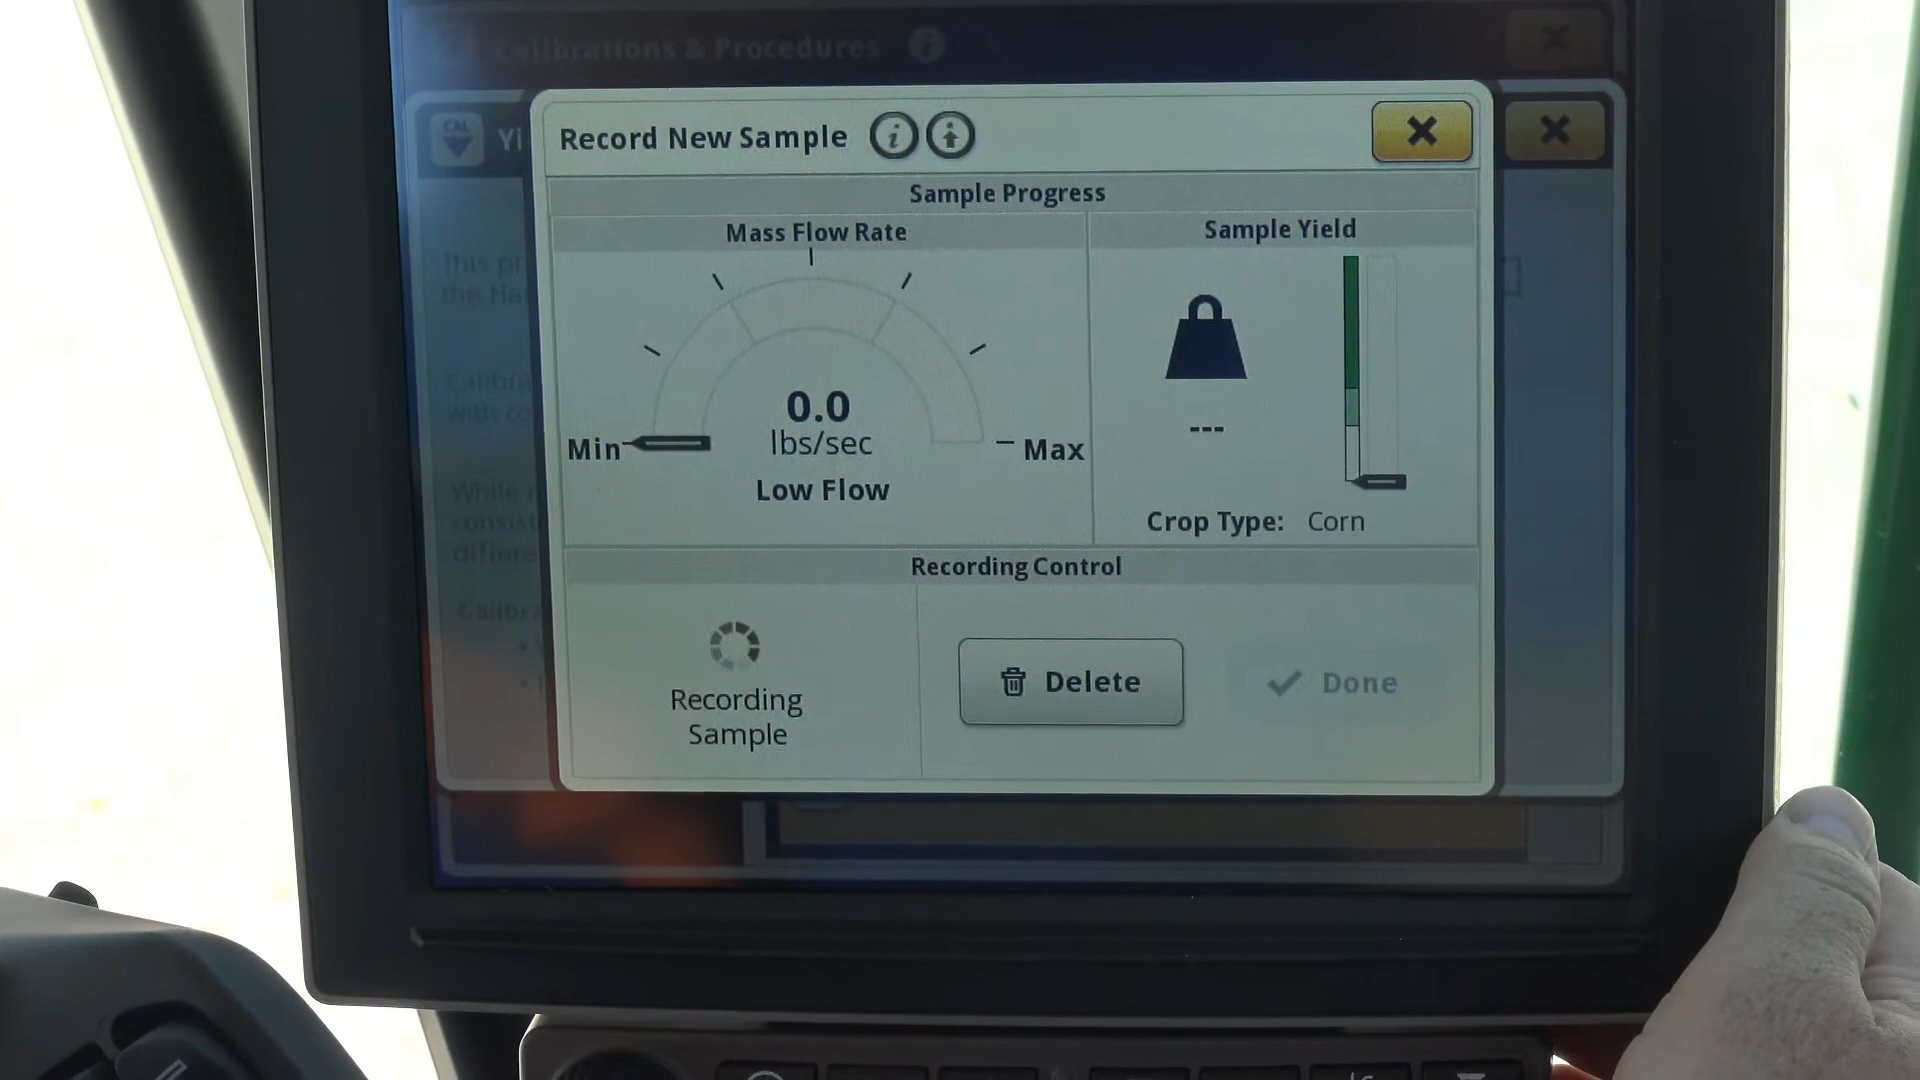 Calibrations & Procedures
CAL
Record New Sample
Sample Progress
Mass Flow Rate
Sample Yield
0.0
lbs/sec
Low Flow
Min
Max
---
Crop Type: Corn
Recording Control
Recording
Sample
Delete
Done